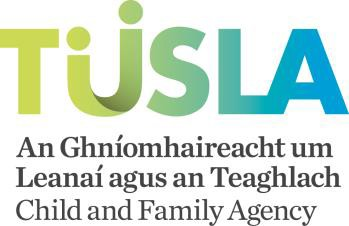 TUSLA
An Ghníomhaireacht um
Leanaí agus an Teaghlach
Child and Family Agency